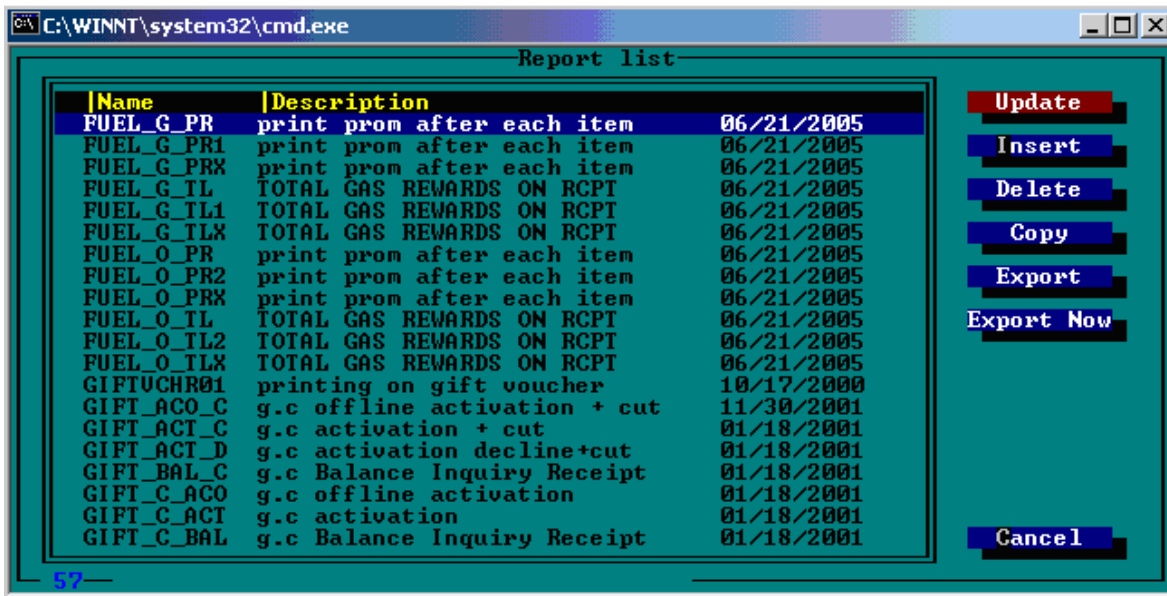 C:\WINNT\system32\cmd.exe
Report list
|Name |Description
FUEL_G_PR print prom after each item 06/21/2005
FUEL_G_PR1 print prom after each item 06/21/2005
FUEL_G_PRX print prom after each item 06/21/2005
FUEL_G_TL TOTAL GAS REWARDS ON RCPT 06/21/2005
FUEL_G_TL1 TOTAL GAS REWARDS ON RCPT 06/21/2005
FUEL_G_TLX TOTAL GAS REWARDS ON RCPT 06/21/2005
FUEL_O_PR print prom after each item 06/21/2005
FUEL_O_PR2 print prom after each item 06/21/2005
FUEL_O_PRX print prom after each item 06/21/2005
FUEL_O_TL TOTAL GAS REWARDS ON RCPT 06/21/2005
FUEL_O_TL2 TOTAL GAS REWARDS ON RCPT 06/21/2005
FUEL_O_TLX TOTAL GAS REWARDS ON RCPT 06/21/2005
GIFTVCHR01 printing on gift voucher 10/17/2000
GIFT_ACO_C g.c offline activation + cut 11/30/2001
GIFT_ACT_C g.c activation + cut 01/18/2001
GIFT_ACT_D g.c activation decline+cut 01/18/2001
GIFT_BAL_C g.c Balance Inquiry Receipt 01/18/2001
GIFT_C_ACO g.c offline activation 01/18/2001
GIFT_C_ACT g.c activation 01/18/2001
GIFT_C_BAL g.c Balance Inquiry Receipt 01/18/2001
57
Update
Insert
Delete
Copy
Export
Export Now
Cancel